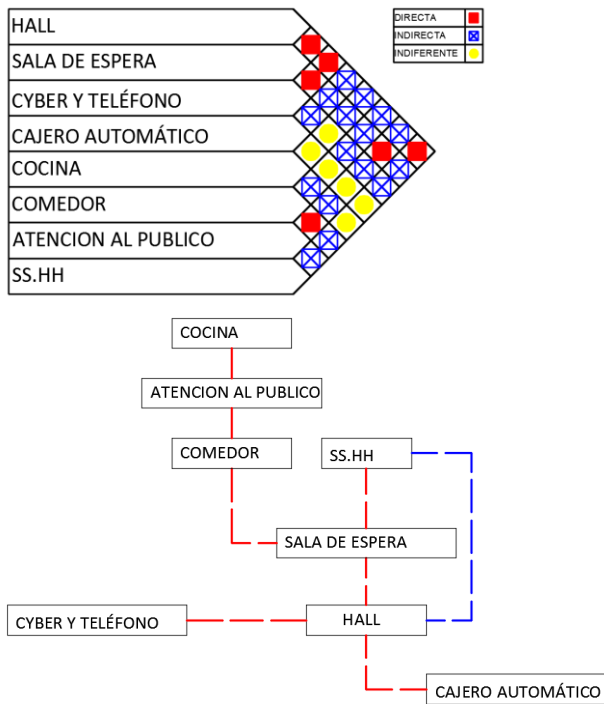 HALL
SALA DE ESPERA
CYBER Y TELÉFONO
CAJERO AUTOMÁTICO
COCINA
COMEDOR
ATENCION AL PUBLICO
SS.HH
DIRECTA
INDIRECTA
INDIFERENTE
COCINA
ATENCION AL PUBLICO
COMEDOR
SS.HH
SALA DE ESPERA
CYBER Y TELÉFONO
HALL
CAJERO AUTOMÁTICO